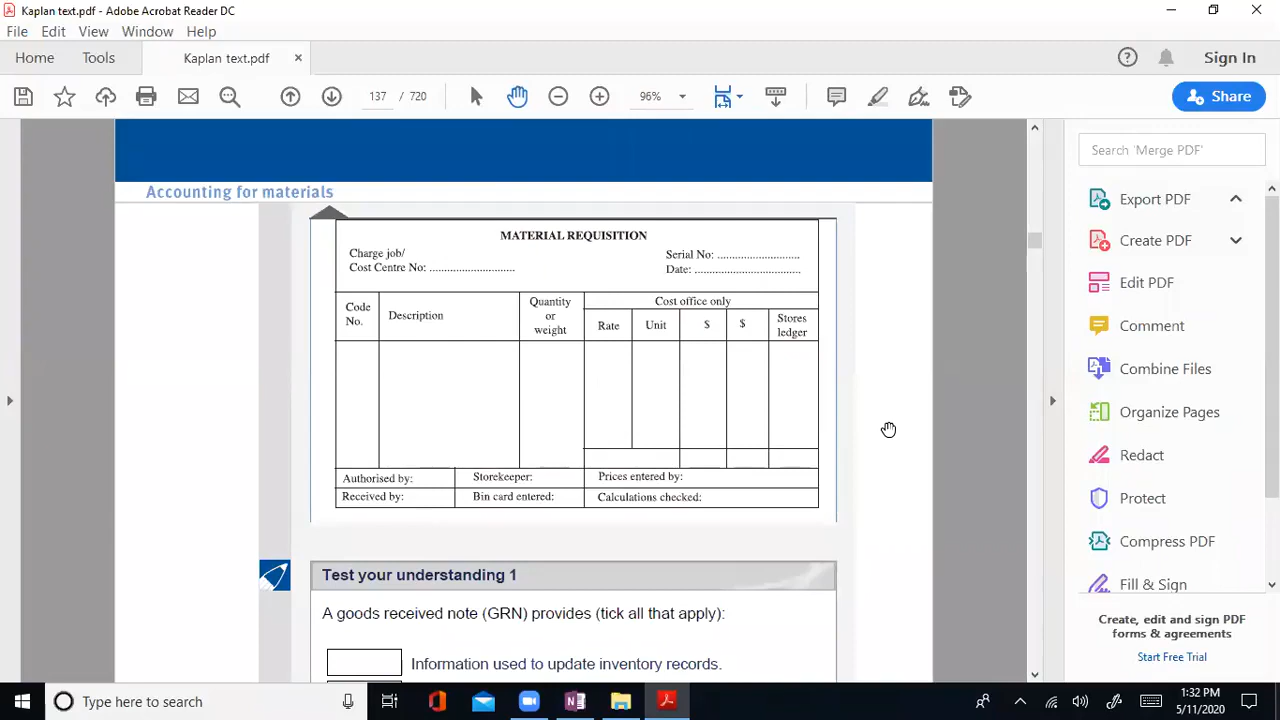 Kaplan text.pdf - Adobe Acrobat Reader DC
File Edit View Window Help
Home Tools Kaplan text.pdf × Sign In
137 / 720 96% Share
Accounting for materials
MATERIAL REQUISITION
Charge job/
Cost Centre No: ............................
Serial No: ............................
Date: ....................................
Code No.
Description
Quantity or weight
Cost office only
Rate
Unit
$
$
Stores ledger
Authorised by: Storekeeper: Prices entered by:
Received by: Bin card entered: Calculations checked:
Test your understanding 1
A goods received note (GRN) provides (tick all that apply):
Information used to update inventory records.
Search 'Merge PDF'
Export PDF
Create PDF
Edit PDF
Comment
Combine Files
Organize Pages
Redact
Protect
Compress PDF
Fill & Sign
Create, edit and sign PDF
forms & agreements
Start Free Trial
Type here to search
1:32 PM
5/11/2020